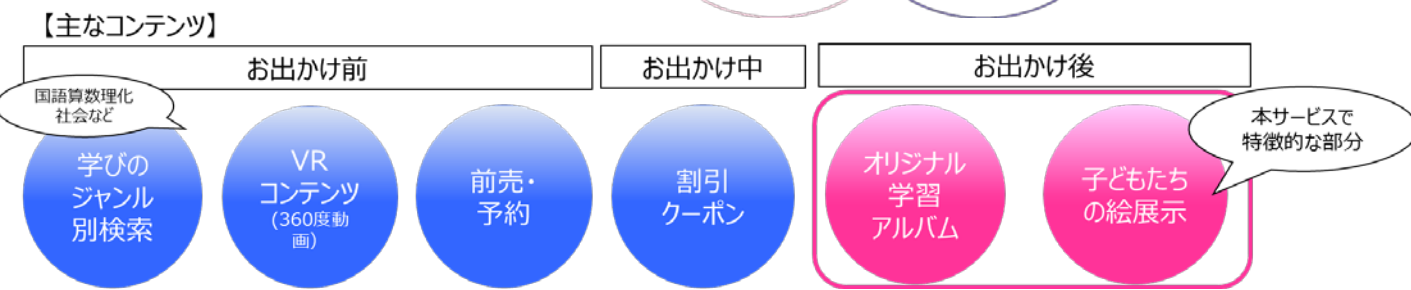 【主なコンテンツ】
お出かけ前
お出かけ中
お出かけ後
国語算数理化
社会など
本サービスで
特徴的な部分
学びの
ジャンル
別検索
VR
コンテンツ
(360度動
画)
前売・
予約
割引
クーポン
オリジナル
学習
アルバム
子どもたち
の絵展示